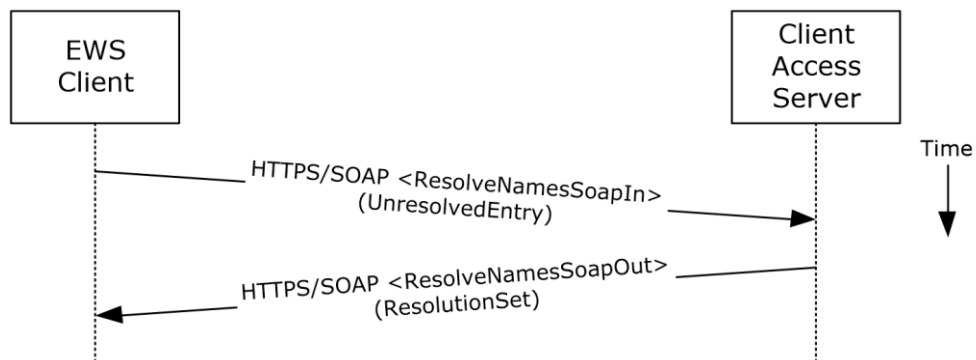 EWS
Client
Client
Access
Server
Time
HTTPS/SOAP <ResolveNamesSoapIn>
(UnresolvedEntry)
HTTPS/SOAP <ResolveNamesSoapOut>
(ResolutionSet)